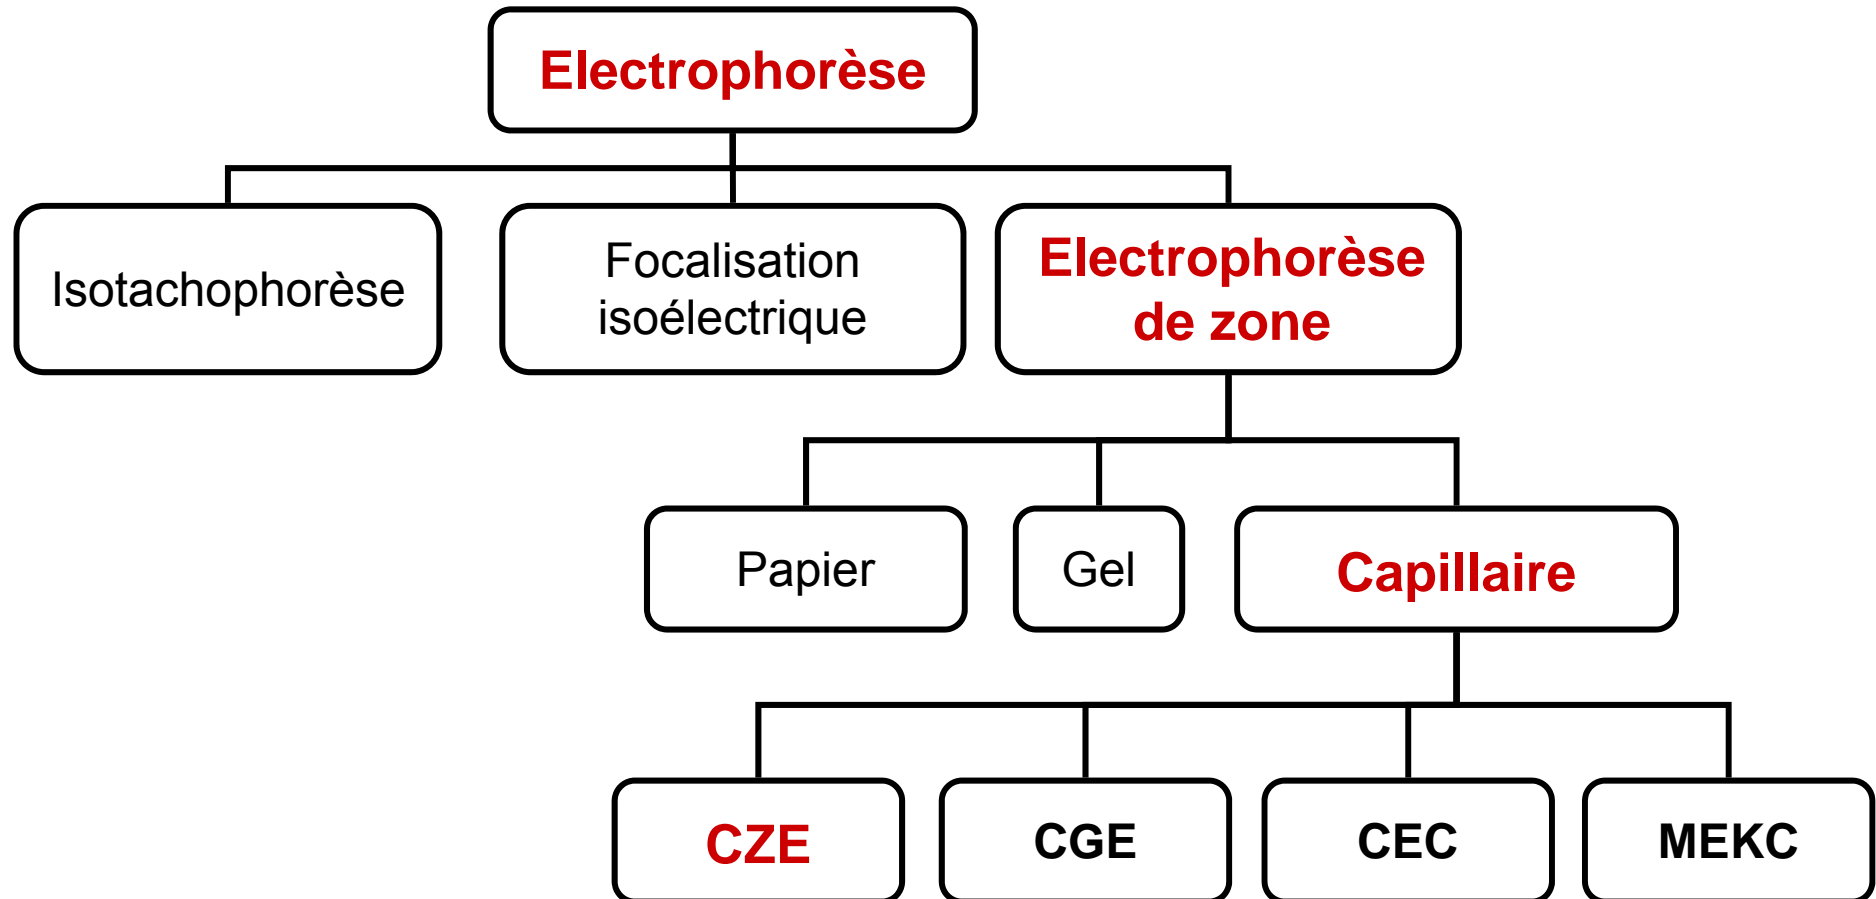 Electrophorèse
Isotachophorèse
Focalisation
isoélectrique
Electrophorèse
de zone
Papier
Gel
Capillaire
CZE
CGE
CEC
MEKC